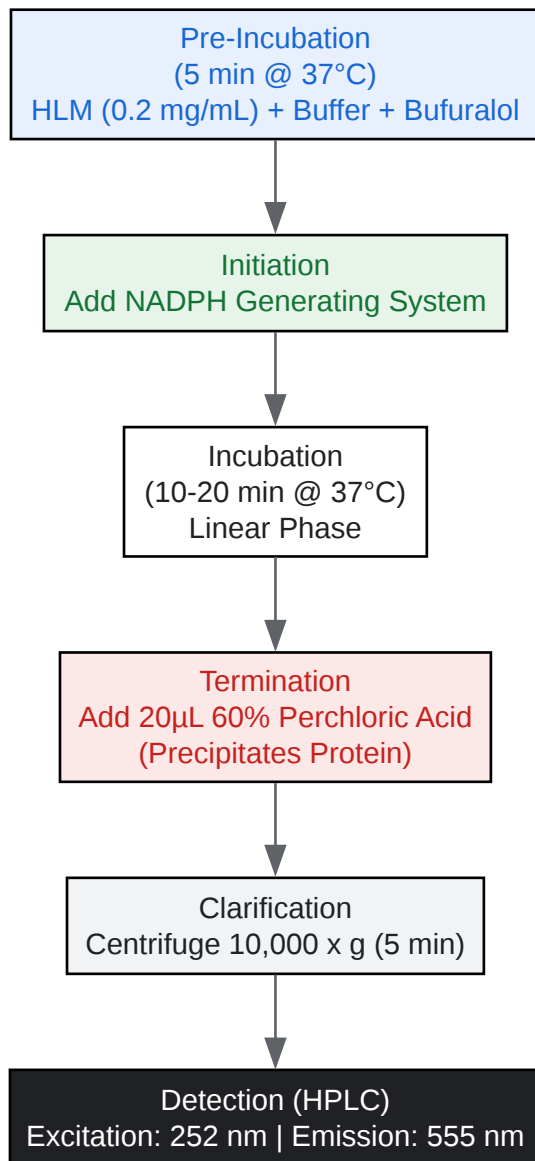 Pre-Incubation
(5 min @ 37°C)
HLM (0.2 mg/mL) + Buffer + Bufuralol
Initiation
Add NADPH Generating System
Incubation
(10-20 min @ 37°C)
Linear Phase
Termination
Add 20µL 60% Perchloric Acid
(Precipitates Protein)
Clarification
Centrifuge 10,000 x g (5 min)
Detection (HPLC)
Excitation: 252 nm | Emission: 555 nm